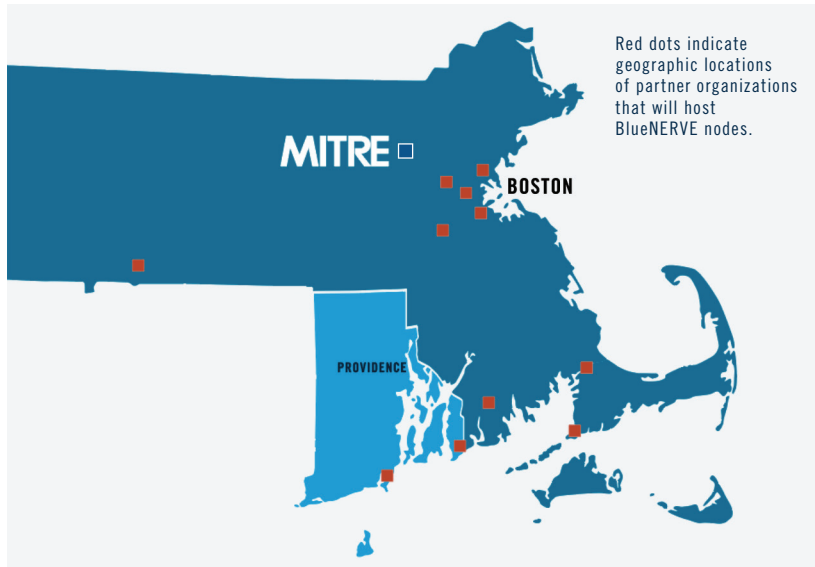 Red dots indicate
geographic locations
of partner organizations
that will host
BlueNERVE nodes.
MITRE
BOSTON
PROVIDENCE